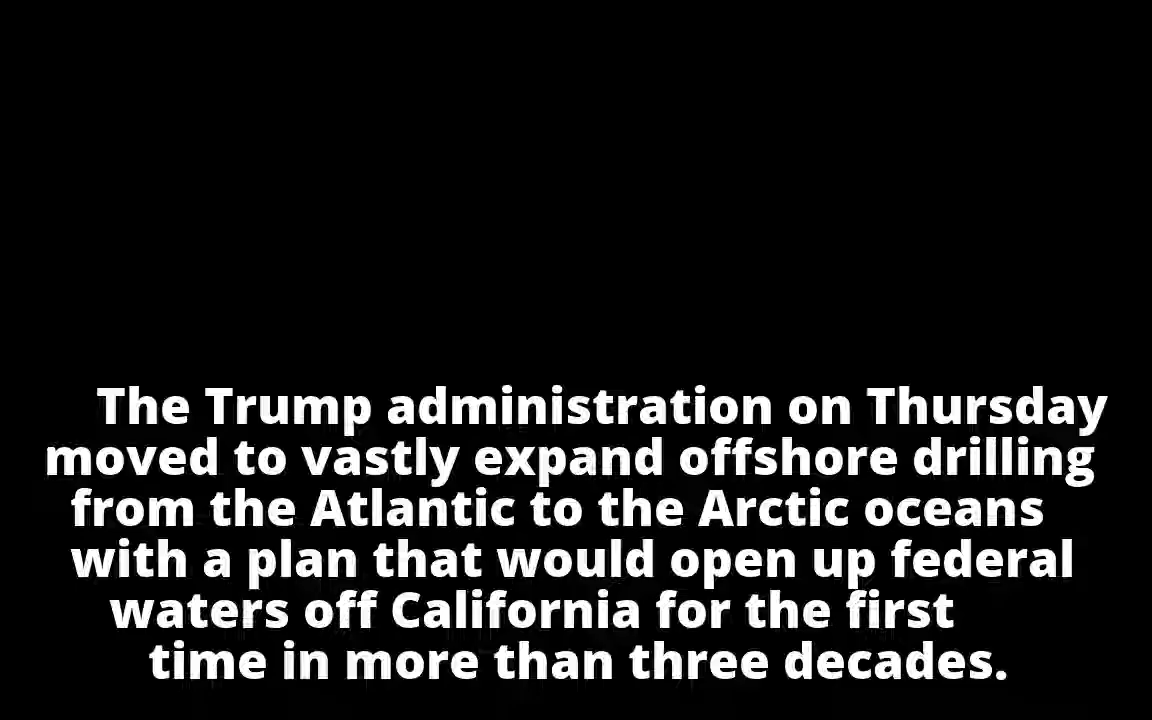 The Trump administration on Thursday
moved to vastly expand offshore drilling
from the Atlantic to the Arctic oceans
with a plan that would open up federal
waters off California for the first
time in more than three decades.